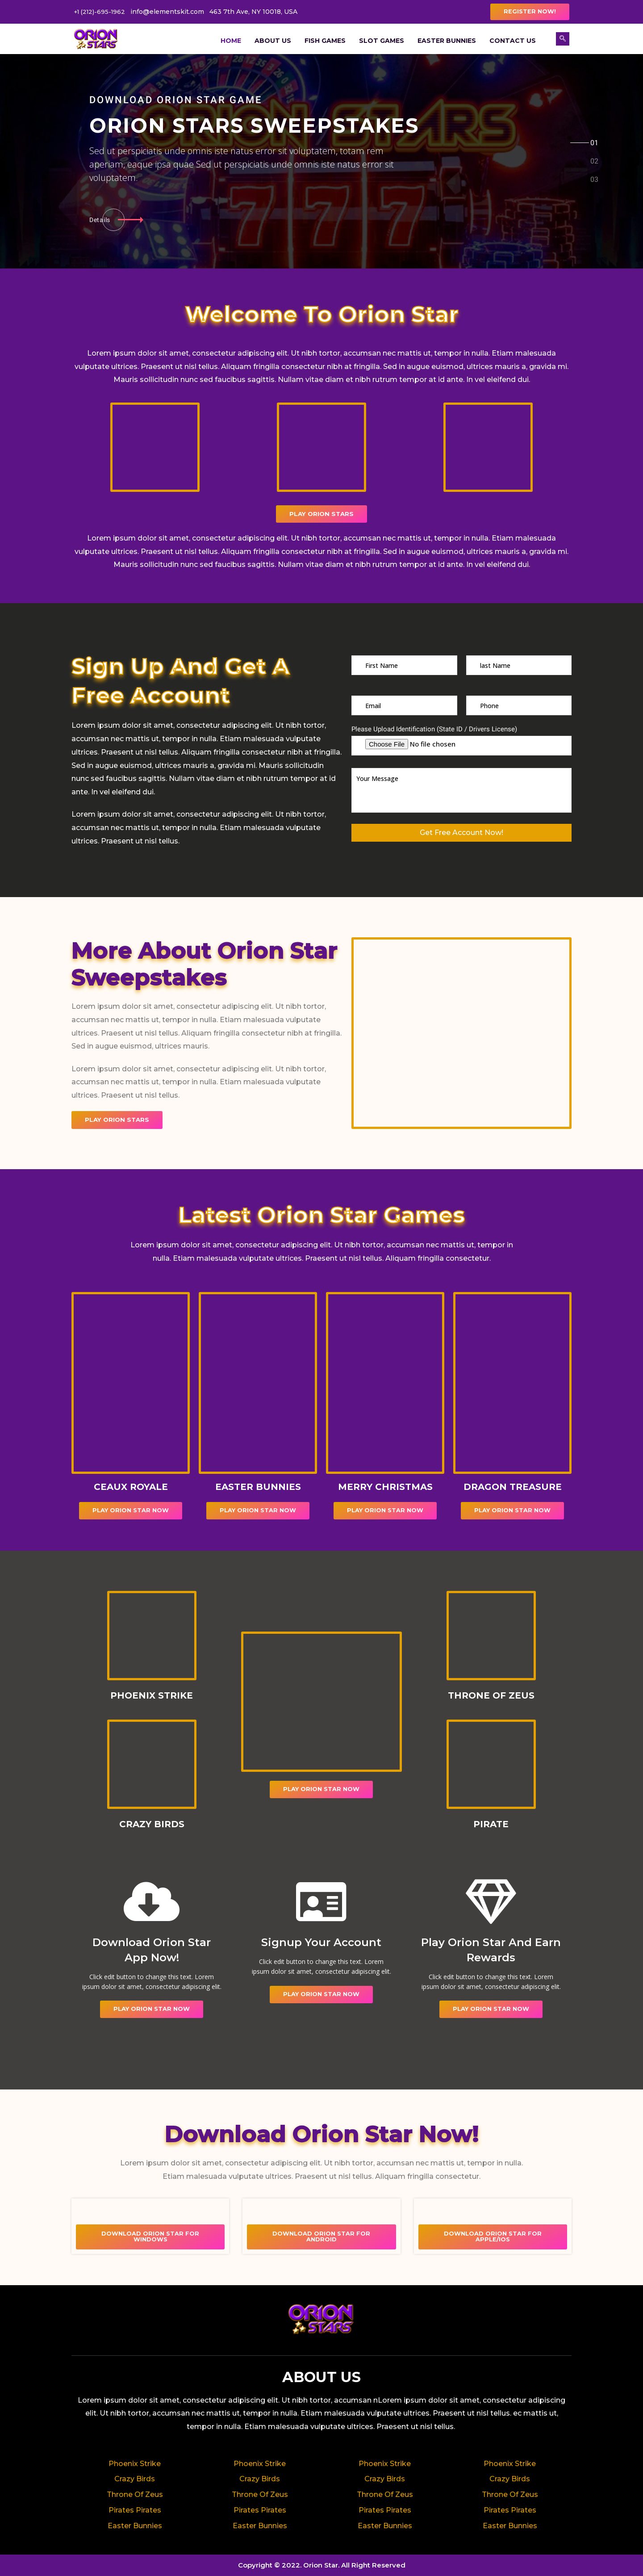 +1 (212)-695-1962 info@elementskit.com 463 7th Ave, NY 10018, USA
REGISTER NOW!
ORION STARS
HOME ABOUT US FISH GAMES SLOT GAMES EASTER BUNNIES CONTACT US
DOWNLOAD ORION STAR GAME
ORION STARS SWEEPSTAKES
Sed ut perspiciatis unde omnis iste natus error sit voluptatem, totam rem
aperiam, eaque ipsa quae Sed ut perspiciatis unde omnis iste natus error sit
voluptatem.
Details
01
02
03
Welcome To Orion Star
Lorem ipsum dolor sit amet, consectetur adipiscing elit. Ut nibh tortor, accumsan nec mattis ut, tempor in nulla. Etiam malesuada
vulputate ultrices. Praesent ut nisl tellus. Aliquam fringilla consectetur nibh at fringilla. Sed in augue euismod, ultrices mauris a, gravida mi.
Mauris sollicitudin nunc sed faucibus sagittis. Nullam vitae diam et nibh rutrum tempor at id ante. In vel eleifend dui.
PLAY ORION STARS
Lorem ipsum dolor sit amet, consectetur adipiscing elit. Ut nibh tortor, accumsan nec mattis ut, tempor in nulla. Etiam malesuada
vulputate ultrices. Praesent ut nisl tellus. Aliquam fringilla consectetur nibh at fringilla. Sed in augue euismod, ultrices mauris a, gravida mi.
Mauris sollicitudin nunc sed faucibus sagittis. Nullam vitae diam et nibh rutrum tempor at id ante. In vel eleifend dui.
Sign Up And Get A
Free Account
Lorem ipsum dolor sit amet, consectetur adipiscing elit. Ut nibh tortor,
accumsan nec mattis ut, tempor in nulla. Etiam malesuada vulputate
ultrices. Praesent ut nisl tellus. Aliquam fringilla consectetur nibh at fringilla.
Sed in augue euismod, ultrices mauris a, gravida mi. Mauris sollicitudin
nunc sed faucibus sagittis. Nullam vitae diam et nibh rutrum tempor at id
ante. In vel eleifend dui.
Lorem ipsum dolor sit amet, consectetur adipiscing elit. Ut nibh tortor,
accumsan nec mattis ut, tempor in nulla. Etiam malesuada vulputate
ultrices. Praesent ut nisl tellus.
First Name last Name
Email Phone
Please Upload Identification (State ID / Drivers License)
Choose File No file chosen
Your Message
Get Free Account Now!
More About Orion Star
Sweepstakes
Lorem ipsum dolor sit amet, consectetur adipiscing elit. Ut nibh tortor,
accumsan nec mattis ut, tempor in nulla. Etiam malesuada vulputate
ultrices. Praesent ut nisl tellus. Aliquam fringilla consectetur nibh at fringilla.
Sed in augue euismod, ultrices mauris.
Lorem ipsum dolor sit amet, consectetur adipiscing elit. Ut nibh tortor,
accumsan nec mattis ut, tempor in nulla. Etiam malesuada vulputate
ultrices. Praesent ut nisl tellus.
PLAY ORION STARS
Latest Orion Star Games
Lorem ipsum dolor sit amet, consectetur adipiscing elit. Ut nibh tortor, accumsan nec mattis ut, tempor in
nulla. Etiam malesuada vulputate ultrices. Praesent ut nisl tellus. Aliquam fringilla consectetur.
CEAUX ROYALE EASTER BUNNIES MERRY CHRISTMAS DRAGON TREASURE
PLAY ORION STAR NOW PLAY ORION STAR NOW PLAY ORION STAR NOW PLAY ORION STAR NOW
PHOENIX STRIKE THRONE OF ZEUS
PLAY ORION STAR NOW
CRAZY BIRDS PIRATE
Download Orion Star
App Now!
Click edit button to change this text. Lorem
ipsum dolor sit amet, consectetur adipiscing elit.
PLAY ORION STAR NOW
Signup Your Account
Click edit button to change this text. Lorem
ipsum dolor sit amet, consectetur adipiscing elit.
PLAY ORION STAR NOW
Play Orion Star And Earn
Rewards
Click edit button to change this text. Lorem
ipsum dolor sit amet, consectetur adipiscing elit.
PLAY ORION STAR NOW
Download Orion Star Now!
Lorem ipsum dolor sit amet, consectetur adipiscing elit. Ut nibh tortor, accumsan nec mattis ut, tempor in nulla.
Etiam malesuada vulputate ultrices. Praesent ut nisl tellus. Aliquam fringilla consectetur.
DOWNLOAD ORION STAR FOR
WINDOWS
DOWNLOAD ORION STAR FOR
ANDROID
DOWNLOAD ORION STAR FOR
APPLE/IOS
ORION STARS
ABOUT US
Lorem ipsum dolor sit amet, consectetur adipiscing elit. Ut nibh tortor, accumsan nLorem ipsum dolor sit amet, consectetur adipiscing
elit. Ut nibh tortor, accumsan nec mattis ut, tempor in nulla. Etiam malesuada vulputate ultrices. Praesent ut nisl tellus. ec mattis ut,
tempor in nulla. Etiam malesuada vulputate ultrices. Praesent ut nisl tellus.
Phoenix Strike Phoenix Strike Phoenix Strike Phoenix Strike
Crazy Birds Crazy Birds Crazy Birds Crazy Birds
Throne Of Zeus Throne Of Zeus Throne Of Zeus Throne Of Zeus
Pirates Pirates Pirates Pirates Pirates Pirates Pirates Pirates
Easter Bunnies Easter Bunnies Easter Bunnies Easter Bunnies
Copyright © 2022. Orion Star. All Right Reserved